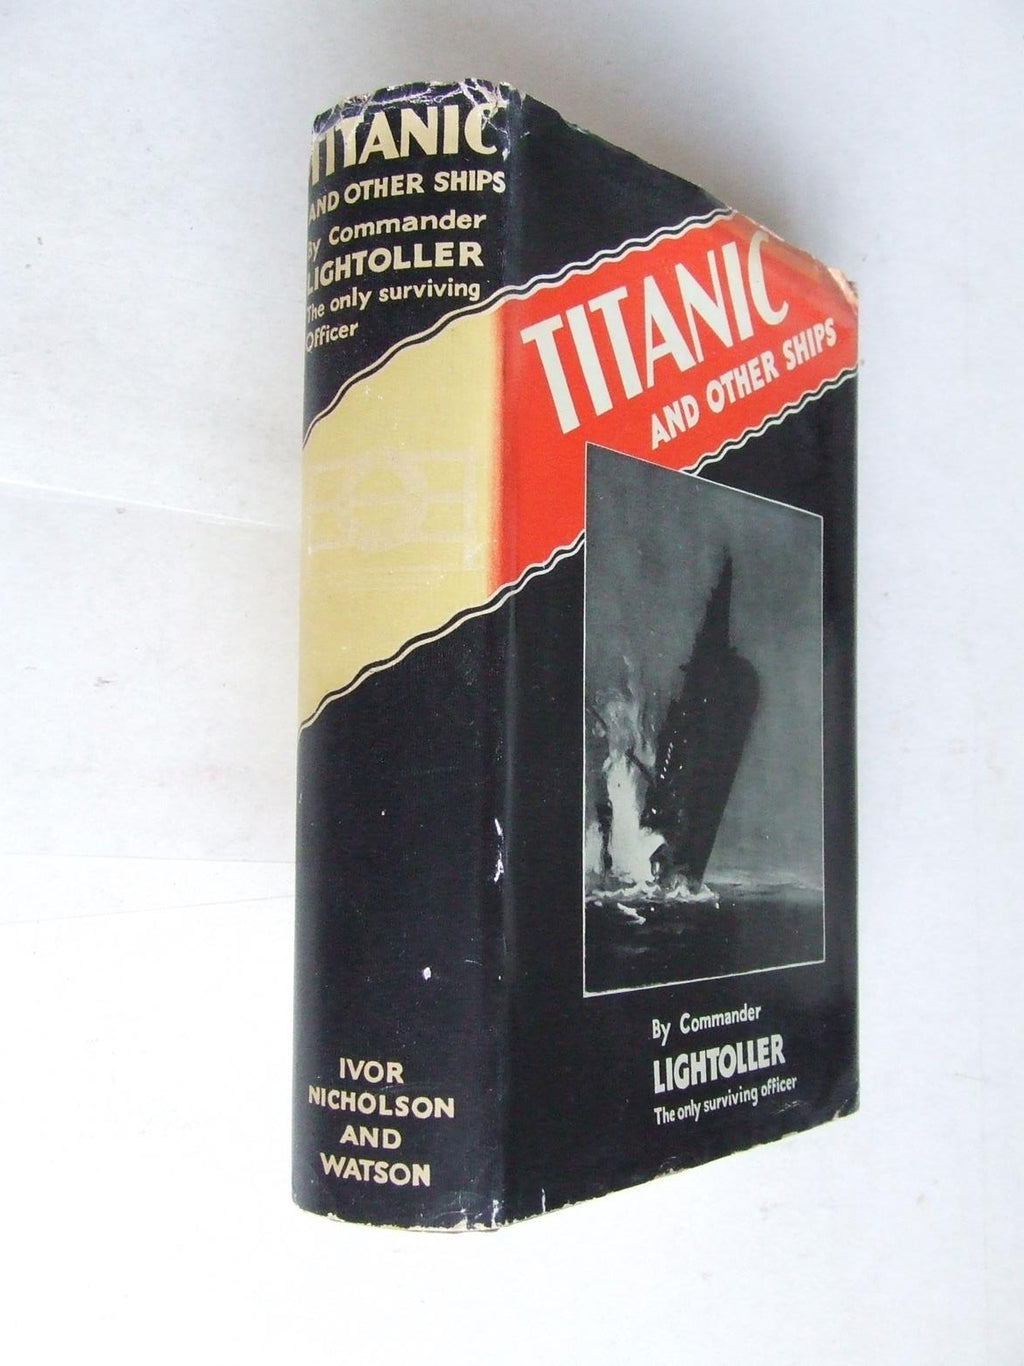 TITANIC
AND OTHER SHIPS
By Commander
LIGHTOLLER
The only surviving
Officer
IVOR
NICHOLSON
AND
WATSON
TITANIC
AND OTHER SHIPS
By Commander
LIGHTOLLER
The only surviving officer